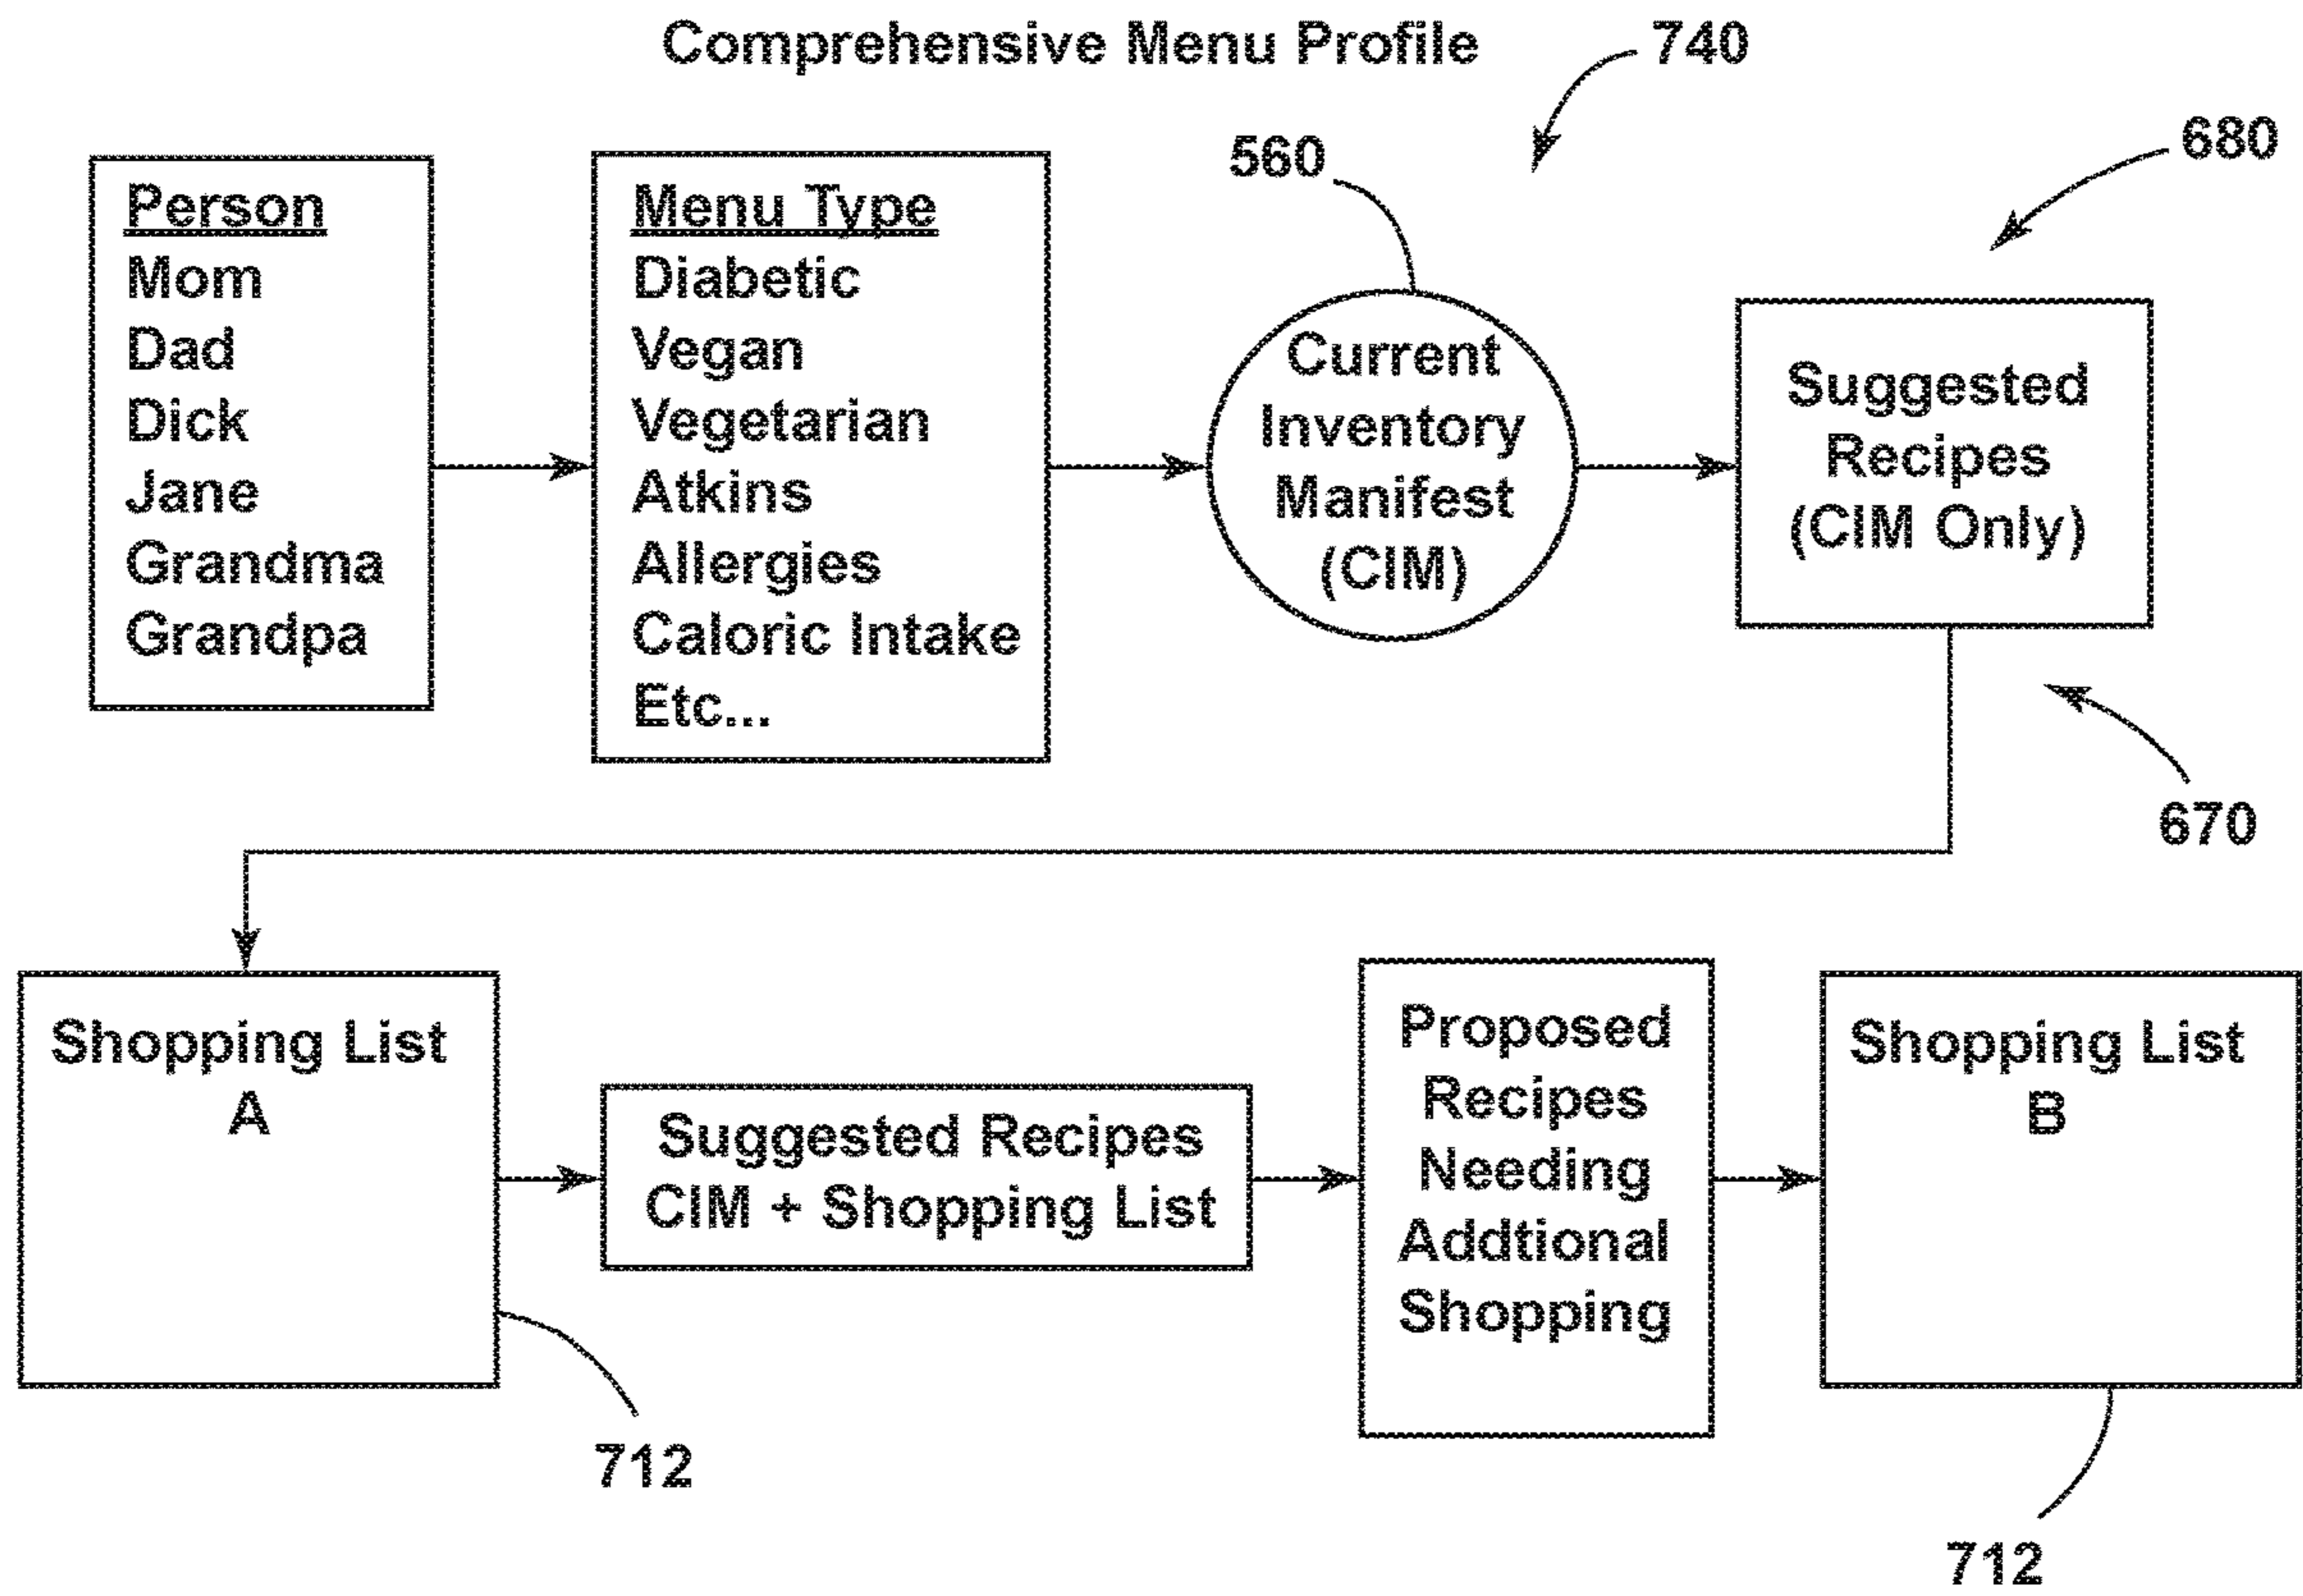 Comprehensive Menu Profile
740
560
680
Person
Mom
Dad
Dick
Jane
Grandma
Grandpa
Menu Type
Diabetic
Vegan
Vegetarian
Atkins
Allergies
Caloric Intake
Etc...
Current
Inventory
Manifest
(CIM)
Suggested
Recipes
(CIM Only)
670
Shopping List
A
712
Suggested Recipes
CIM + Shopping List
Proposed
Recipes
Needing
Addtional
Shopping
Shopping List
B
712